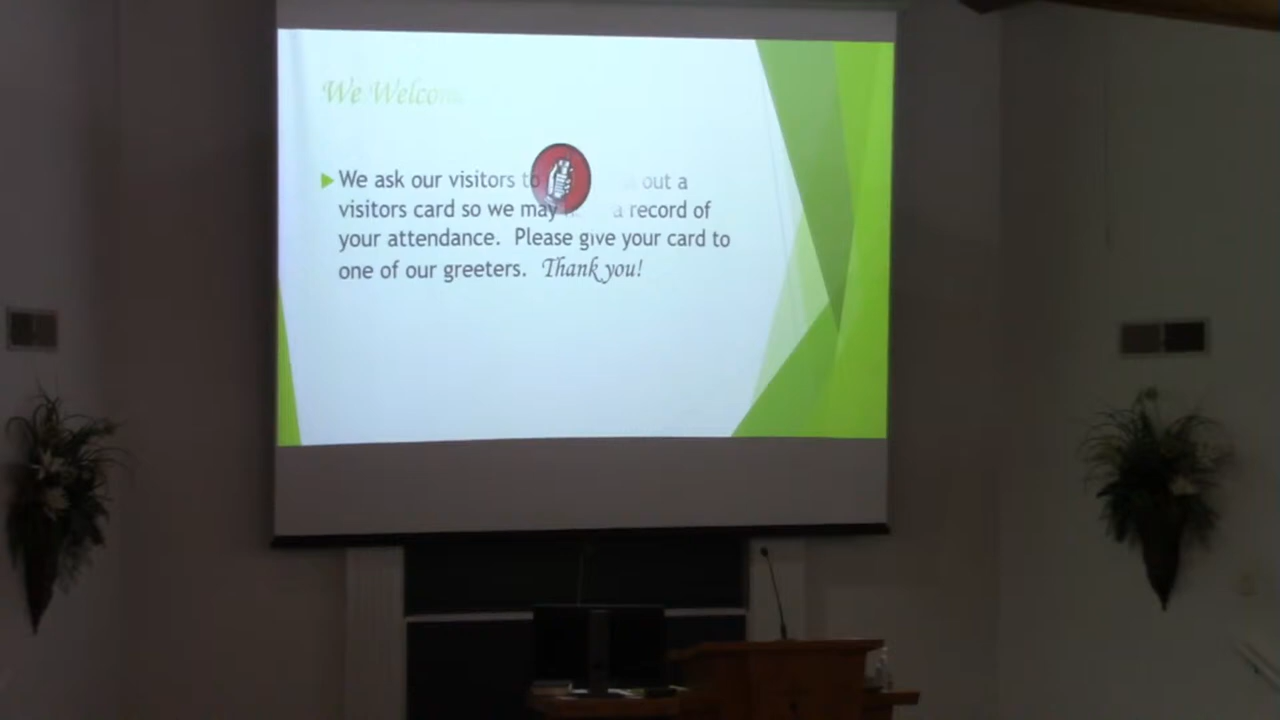 We Welco
We ask our visitors to out a
visitors card so we may a record of
your attendance. Please give your card to
one of our greeters. Thank you!